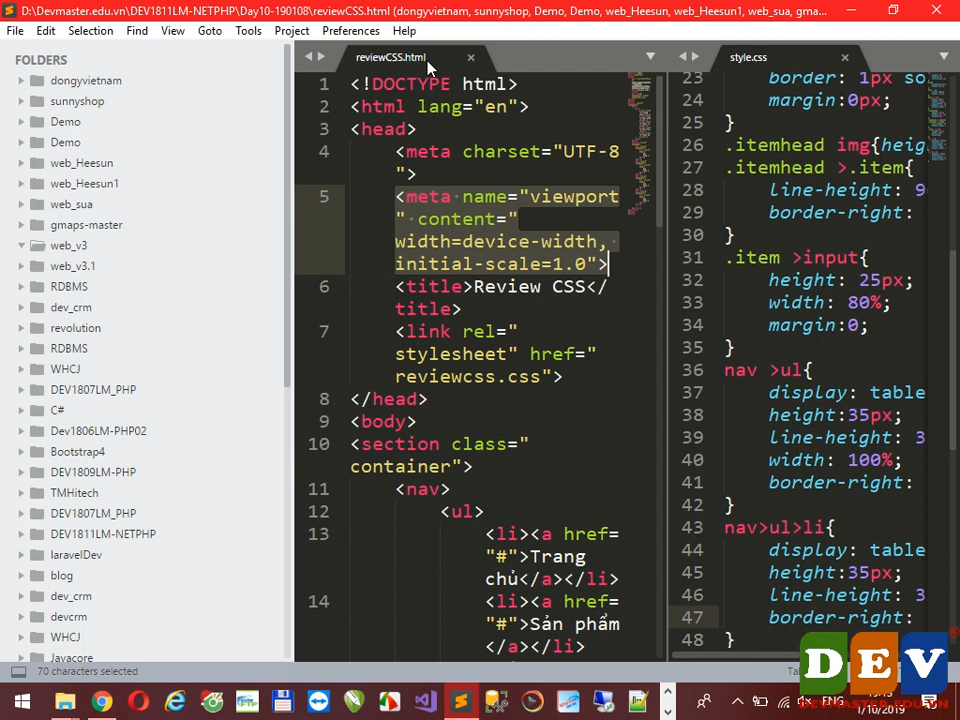 D:\Devmaster.edu.vn\DEV1811LM-NETPHP\Day10-190108\reviewCSS.html (dongyvietnam, sunnyshop, Demo, Demo, web_Heesun, web_Heesun1, web_sua, gma...
File Edit Selection Find View Goto Tools Project Preferences Help
FOLDERS
dongyvietnam
sunnyshop
Demo
Demo
web_Heesun
web_Heesun1
web_sua
gmaps-master
web_v3
web_v3.1
RDBMS
dev_crm
revolution
RDBMS
WHCJ
DEV1807LM_PHP
C#
Dev1806LM-PHP02
Bootstrap4
DEV1809LM-PHP
TMHitech
DEV1807LM_PHP
DEV1811LM-NETPHP
laravelDev
blog
dev_crm
devcrm
WHCJ
Javacore
reviewCSS.html
1 <!DOCTYPE html>
2 <html lang="en">
3 <head>
4 <meta charset="UTF-8
">
5 <meta name="viewport
" content="
width=device-width,
initial-scale=1.0">
6 <title>Review CSS</
title>
7 <link rel="
stylesheet" href="
reviewcss.css">
8 </head>
9 <body>
10 <section class="
container">
11 <nav>
12 <ul>
13 <li><a href=
"#">Trang
chủ</a></li>
14 <li><a href=
"#">Sản phẩm
</a></li>
style.css
23 border: 1px so
24 margin:0px;
25 }
26 .itemhead img{heig
27 .itemhead >.item{
28 line-height: 9
29 border-right:
30 }
31 .item >input{
32 height: 25px;
33 width: 80%;
34 margin:0;
35 }
36 nav >ul{
37 display: table
38 height:35px;
39 line-height: 3
40 width: 100%;
41 border-right:
42 }
43 nav>ul>li{
44 display: table
45 height:35px;
46 line-height: 3
47 border-right:
48 }
70 characters selected
DEV
DEVMASTER.EDU.VN
ENG
1/10/2019